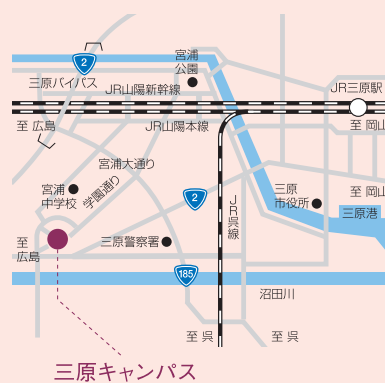 宮浦
公園
2
三原バイパス
JR山陽新幹線
JR三原駅
至 広島
JR山陽本線
至 岡山
宮浦大通り
学園通り
宮浦
中学校
2
JR呉線
三原
市役所
至 岡山
三原港
至
広島
三原警察署
185
沼田川
至 呉
至 呉
三原キャンパス